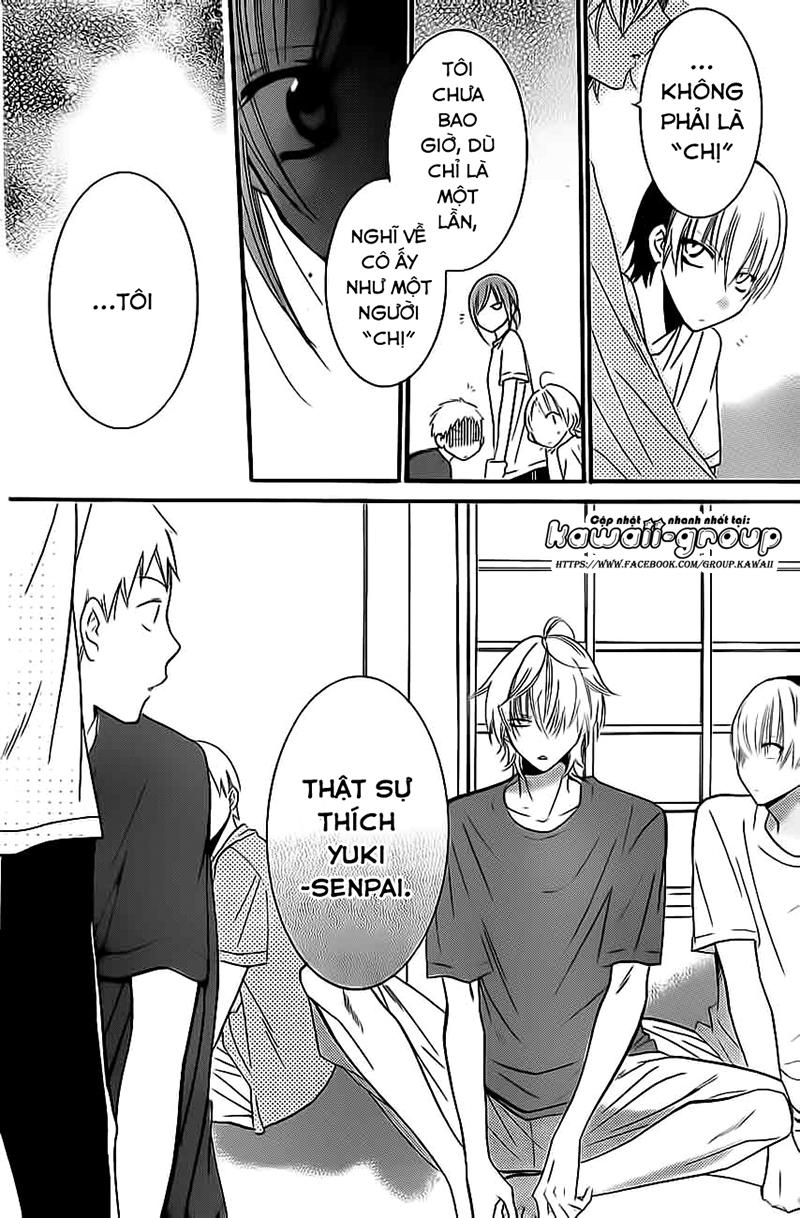 ...
KHÔNG
PHẢI LÀ
“CHỊ”
TÔI
CHƯA
BAO
GIỜ, DÙ
CHỈ LÀ
MỘT
LẦN,
NGHĨ VỀ
CÔ ẤY
NHƯ MỘT
NGƯỜI
“CHỊ”
...TÔI
Cập nhật nhanh nhất tại:
kawaii-group
HTTPS://WWW.FACEBOOK.COM/GROUP.KAWAII
THẬT SỰ
THÍCH
YUKI
-SENPAI.